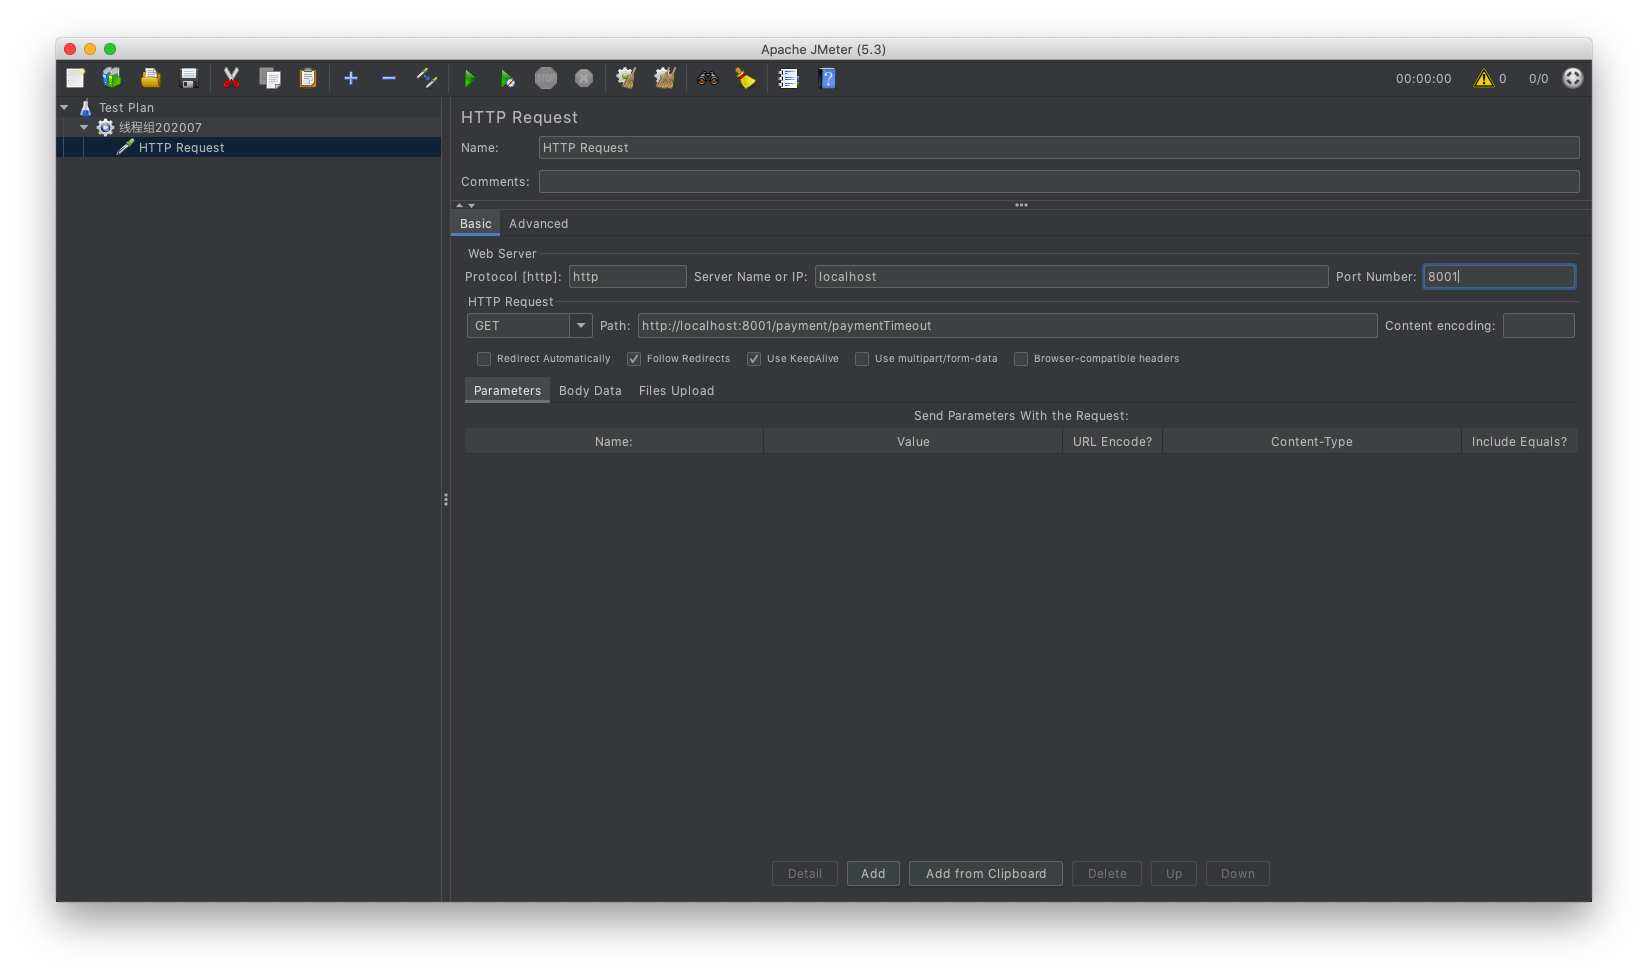 Apache JMeter (5.3)
STOP
00:00:00 0 0/0
Test Plan
线程组202007
HTTP Request
HTTP Request
Name: HTTP Request
Comments:
Basic Advanced
Web Server
Protocol [http]: http Server Name or IP: localhost Port Number: 8001
HTTP Request
GET Path: http://localhost:8001/payment/paymentTimeout Content encoding:
Redirect Automatically Follow Redirects Use KeepAlive Use multipart/form-data Browser-compatible headers
Parameters Body Data Files Upload
Send Parameters With the Request:
Name: Value URL Encode? Content-Type Include Equals?
Detail Add Add from Clipboard Delete Up Down